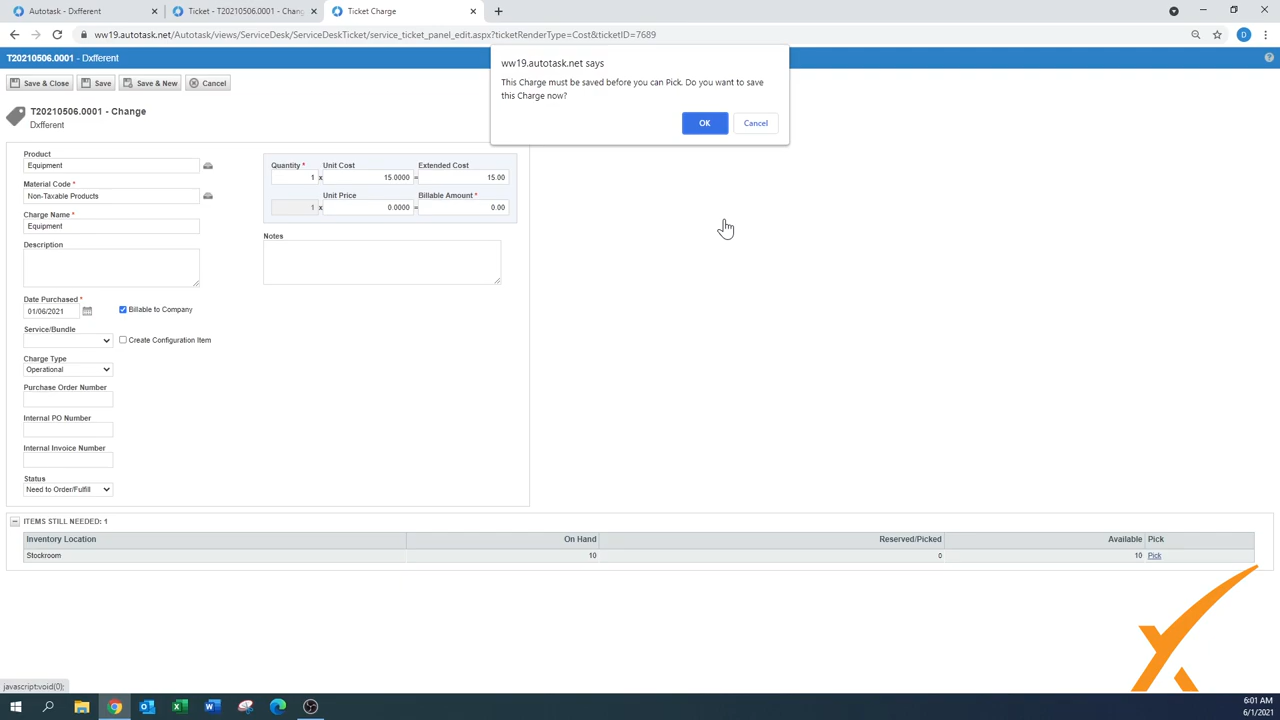 Autotask - Dxfferent
Ticket - T20210506.0001 - Chang
Ticket Charge
ww19.autotask.net/Autotask/views/ServiceDesk/ServiceDeskTicket/service_ticket_panel_edit.aspx?ticketRenderType=Cost&ticketID=7689
D
T20210506.0001 - Dxfferent
ww19.autotask.net says
This Charge must be saved before you can Pick. Do you want to save
this Charge now?
OK Cancel
Save & Close Save Save & New Cancel
T20210506.0001 - Change
Dxfferent
Product
Equipment
Material Code *
Non-Taxable Products
Charge Name *
Equipment
Description
Date Purchased *
01/06/2021
Billable to Company
Service/Bundle
Create Configuration Item
Charge Type
Operational
Purchase Order Number
Internal PO Number
Internal Invoice Number
Status
Need to Order/Fulfill
Quantity * Unit Cost Extended Cost
1 x 15.0000 = 15.00
Unit Price Billable Amount *
1 x 0.0000 = 0.00
Notes
ITEMS STILL NEEDED: 1
Inventory Location On Hand Reserved/Picked Available Pick
Stockroom 10 0 10 Pick
javascript:void(0);
6:01 AM
6/1/2021